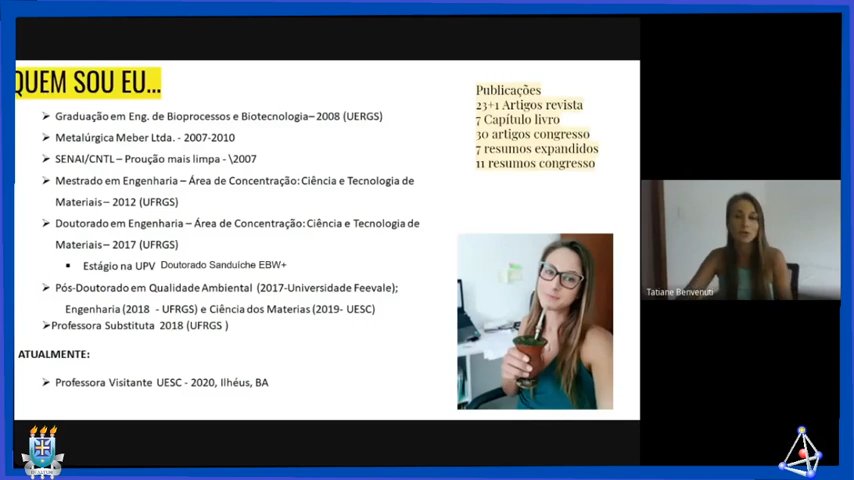 QUEM SOU EU...
➢ Graduação em Eng. de Bioprocessos e Biotecnologia– 2008 (UERGS)
➢ Metalúrgica Meber Ltda. - 2007-2010
➢ SENAI/CNTL – Proução mais limpa - \2007
➢ Mestrado em Engenharia – Área de Concentração: Ciência e Tecnologia de
Materiais – 2012 (UFRGS)
➢ Doutorado em Engenharia – Área de Concentração: Ciência e Tecnologia de
Materiais – 2017 (UFRGS)
▪ Estágio na UPV Doutorado Sanduíche EBW+
➢ Pós-Doutorado em Qualidade Ambiental (2017-Universidade Feevale);
Engenharia (2018 - UFRGS) e Ciência dos Materias (2019- UESC)
➢Professora Substituta 2018 (UFRGS )
ATUALMENTE:
➢ Professora Visitante UESC - 2020, Ilhéus, BA
Publicações
23+1 Artigos revista
7 Capítulo livro
30 artigos congresso
7 resumos expandidos
11 resumos congresso
Tatiane Benvenuti